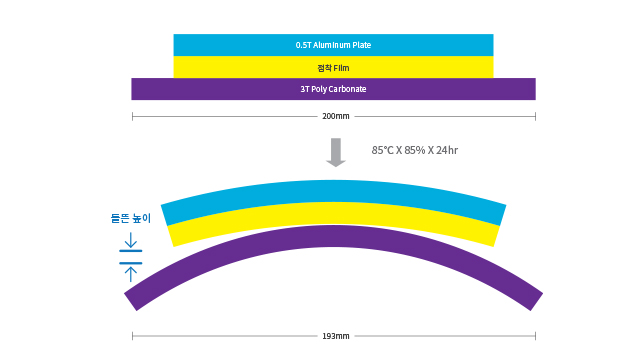 0.5T Aluminum Plate
점착 Film
3T Poly Carbonate
200mm
85℃ X 85% X 24hr
들뜬 높이
193mm